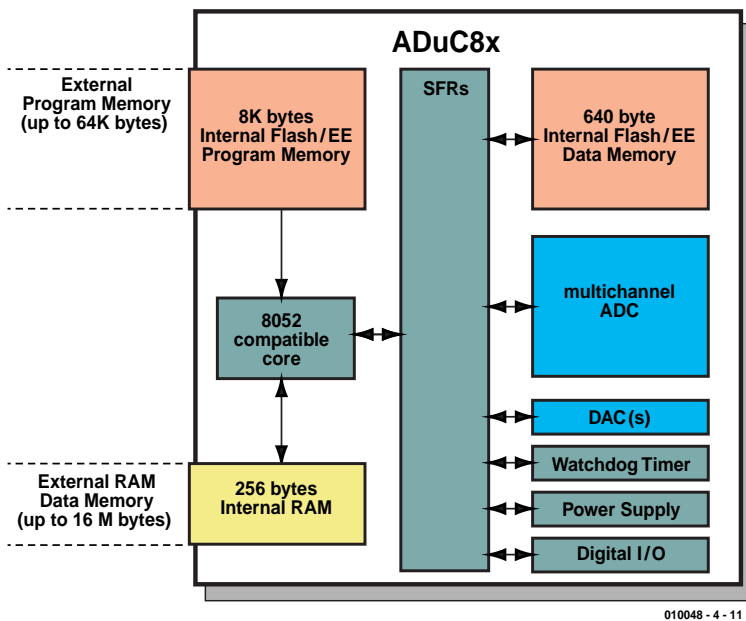 ADuC8x
External
Program Memory
(up to 64K bytes)
8K bytes
Internal Flash/EE
Program Memory
SFRs
640 byte
Internal Flash/EE
Data Memory
multichannel
ADC
8052
compatible
core
DAC(s)
Watchdog Timer
External RAM
Data Memory
(up to 16 M bytes)
256 bytes
Internal RAM
Power Supply
Digital I/O
010048 - 4 - 11